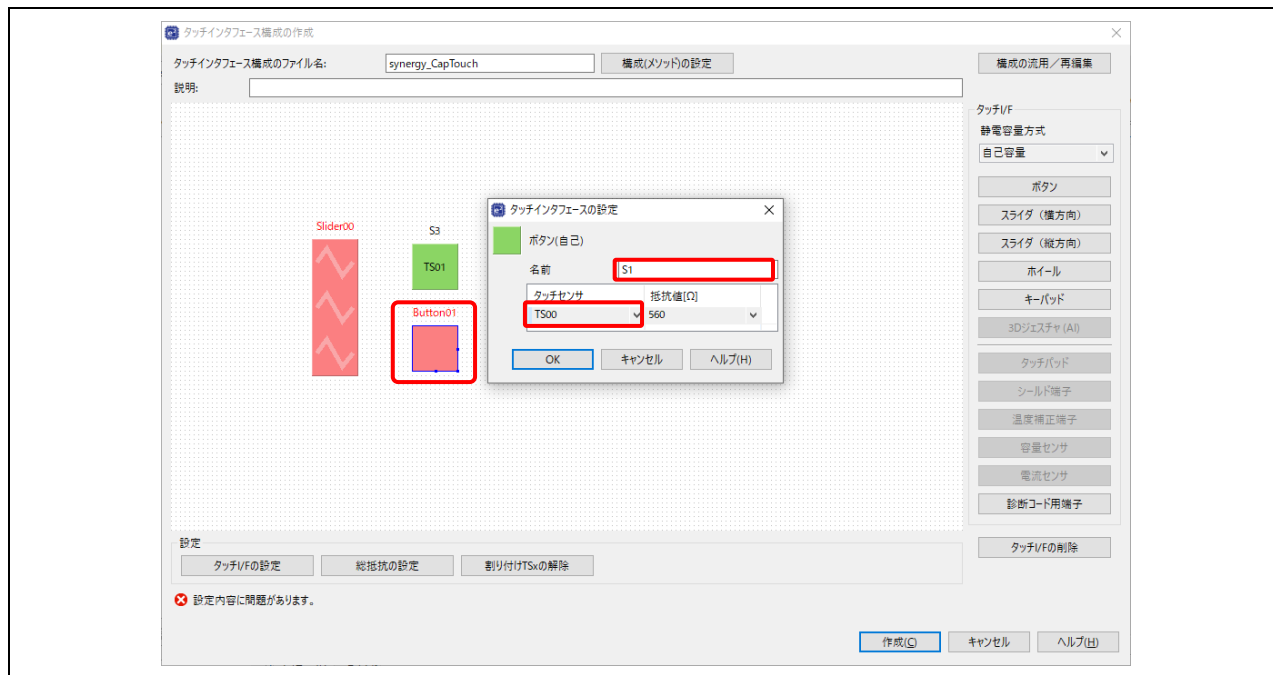 タッチインタフェース構成の作成
タッチインタフェース構成のファイル名:
synergy_CapTouch
構成(メソッド)の設定
構成の流用／再編集
説明:
タッチI/F
静電容量方式
自己容量
ボタン
スライダ（横方向）
スライダ（縦方向）
ホイール
キーパッド
3Dジェスチャ (AI)
タッチパッド
シールド端子
温度補正端子
容量センサ
電流センサ
診断コード用端子
タッチI/Fの削除
Slider00
S3
TS01
Button01
タッチインタフェースの設定
ボタン(自己)
名前
S1
タッチセンサ
抵抗値[Ω]
TS00
560
OK
キャンセル
ヘルプ(H)
設定
タッチI/Fの設定
総抵抗の設定
割り付けTSxの解除
設定内容に問題があります。
作成(C)
キャンセル
ヘルプ(H)